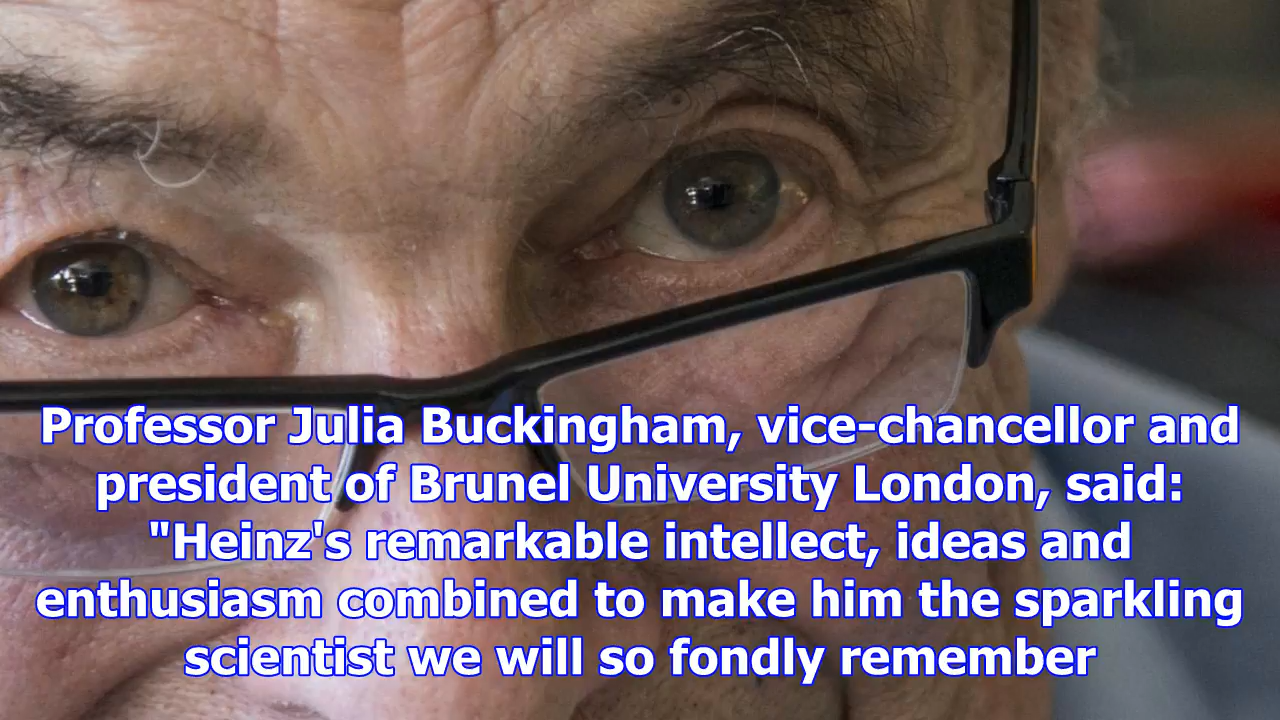 Professor Julia Buckingham, vice-chancellor and
president of Brunel University London, said:
"Heinz's remarkable intellect, ideas and
enthusiasm combined to make him the sparkling
scientist we will so fondly remember